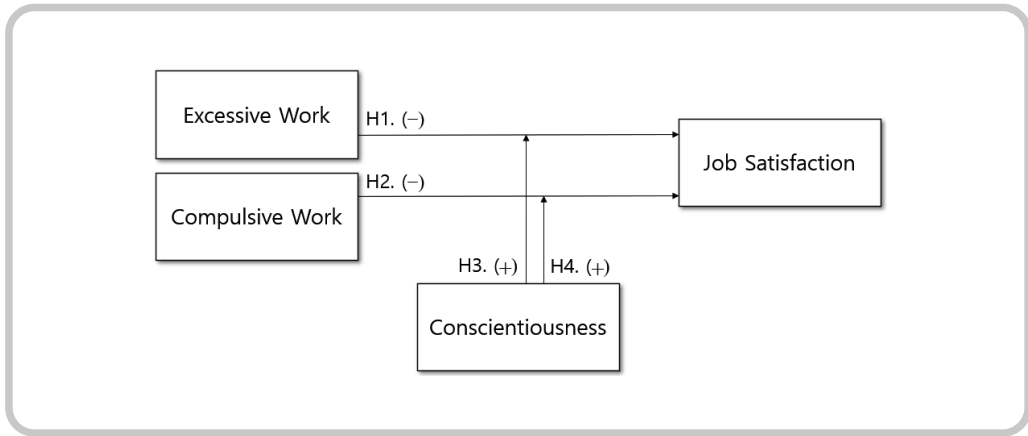 Excessive Work
H1. (−)
Job Satisfaction
H2. (−)
Compulsive Work
H3. (+)
H4. (+)
Conscientiousness